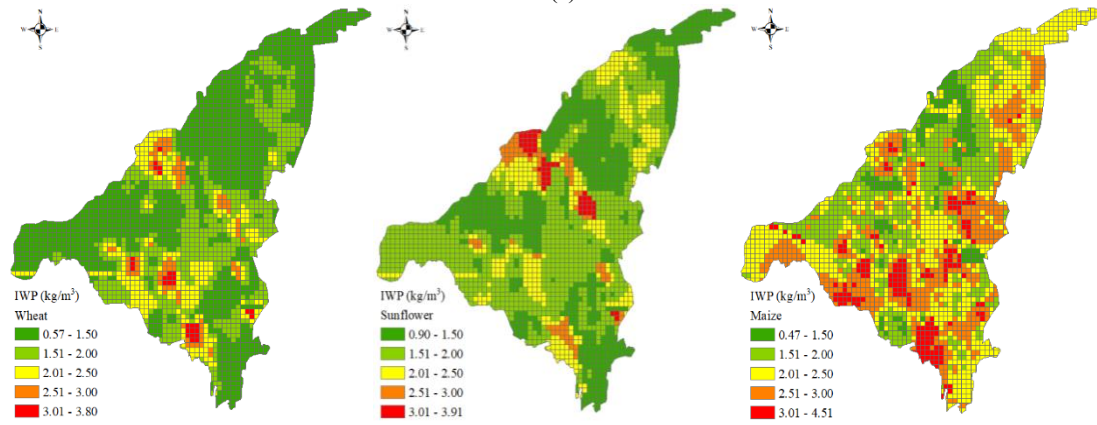 N
W E
S
IWP (kg/m³)
Wheat
0.57 - 1.50
1.51 - 2.00
2.01 - 2.50
2.51 - 3.00
3.01 - 3.80
N
W E
S
IWP (kg/m³)
Sunflower
0.90 - 1.50
1.51 - 2.00
2.01 - 2.50
2.51 - 3.00
3.01 - 3.91
N
W E
S
IWP (kg/m³)
Maize
0.47 - 1.50
1.51 - 2.00
2.01 - 2.50
2.51 - 3.00
3.01 - 4.51